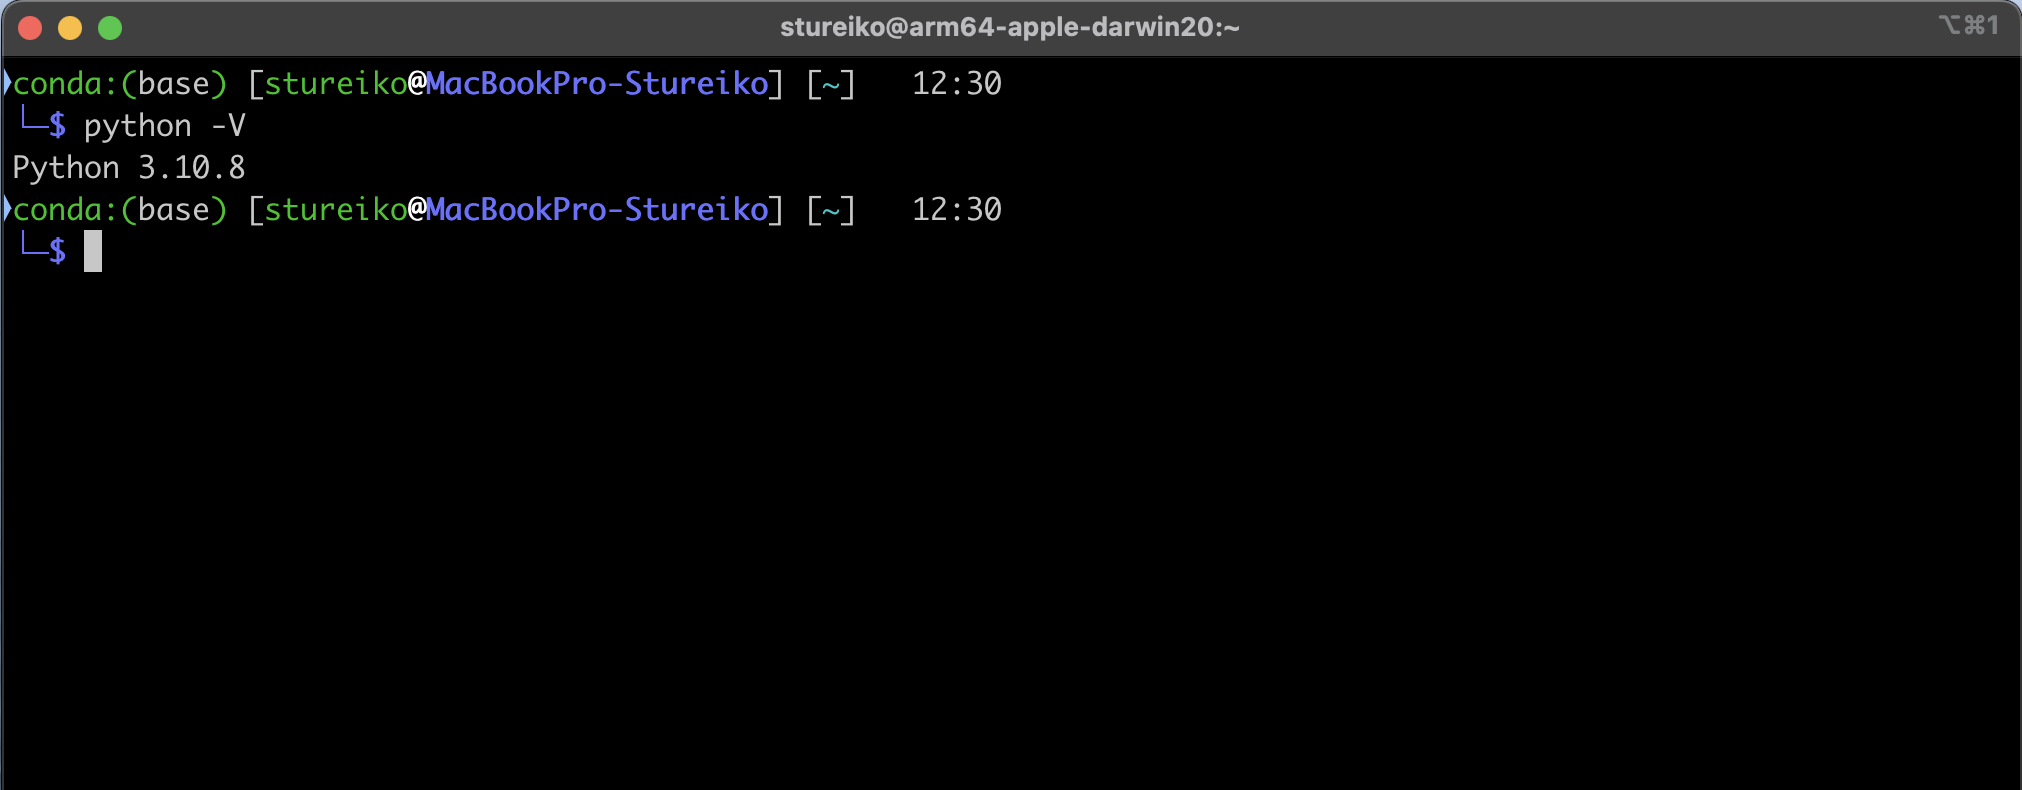 stureiko@arm64-apple-darwin20:~ ⌥⌘1
conda:(base) [stureiko@MacBookPro-Stureiko] [~] 12:30
└─$ python -V
Python 3.10.8
conda:(base) [stureiko@MacBookPro-Stureiko] [~] 12:30
└─$